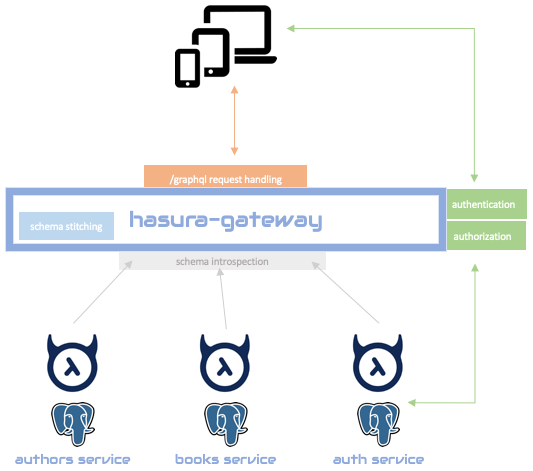 /graphql request handling
hasura-gateway
schema stitching
authentication
authorization
schema introspection
λ λ λ
authors service
books service
auth service